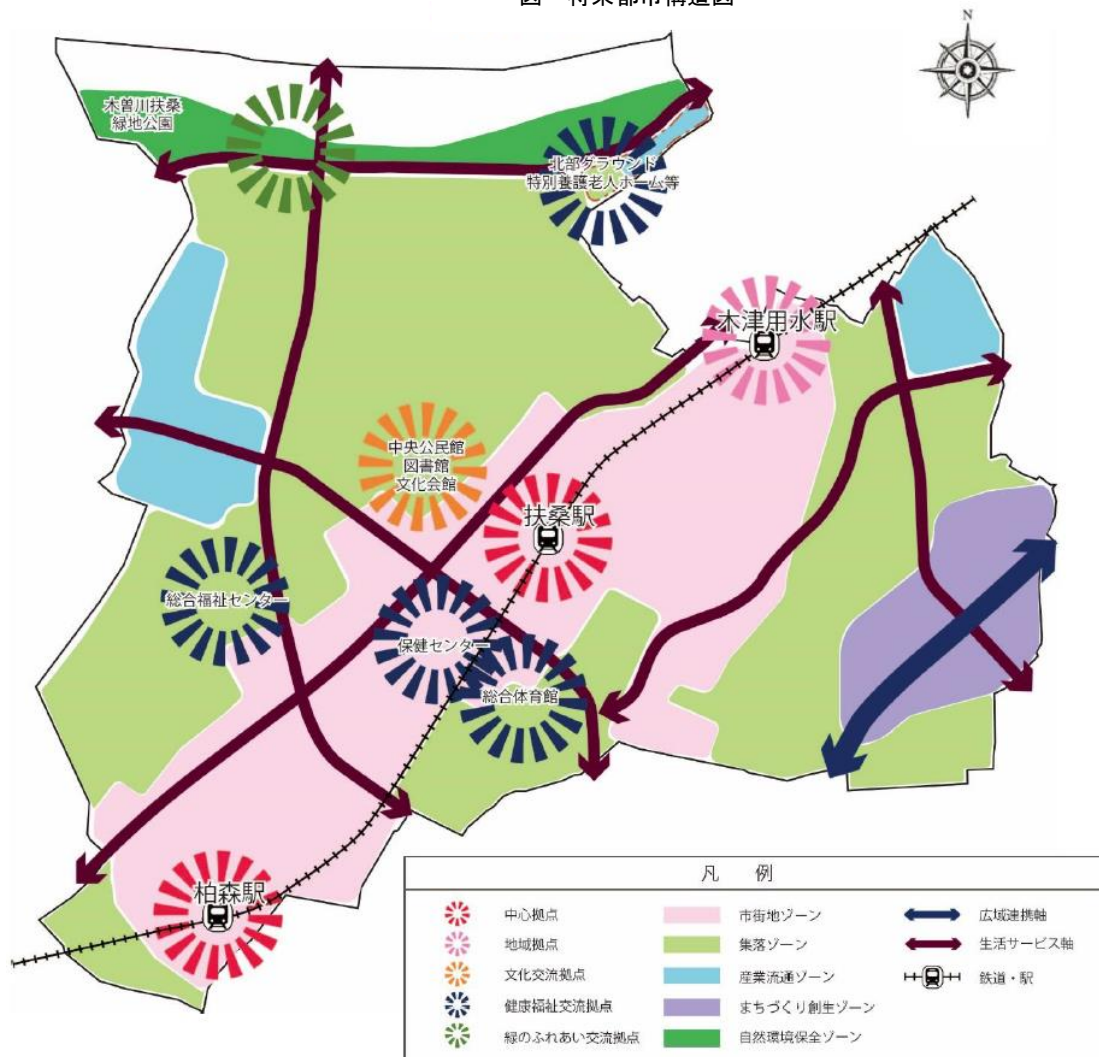 図 将来都市構造図
N
木曽川扶桑
緑地公園
北部グラウンド
特別養護老人ホーム等
木津用水駅
中央公民館
図書館
文化会館
扶桑駅
総合福祉センター
保健センター
総合体育館
柏森駅
凡 例
中心拠点
市街地ゾーン
広域連携軸
地域拠点
集落ゾーン
生活サービス軸
文化交流拠点
産業流通ゾーン
鉄道・駅
健康福祉交流拠点
まちづくり創生ゾーン
緑のふれあい交流拠点
自然環境保全ゾーン